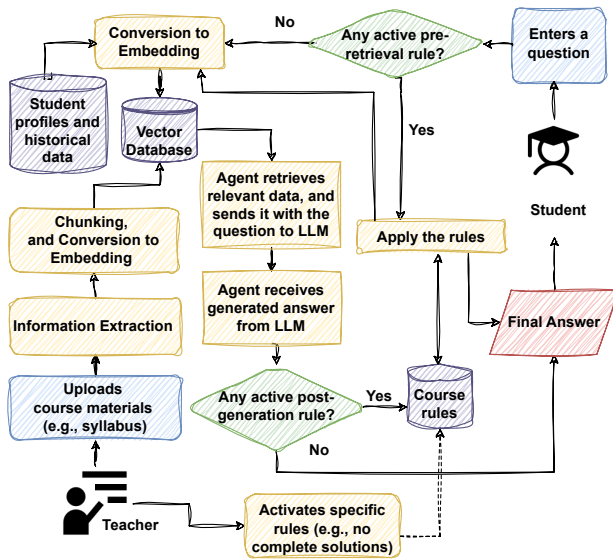 Conversion to
Embedding
No
Any active pre-
retrieval rule?
Enters a
question
Student
profiles and
historical
data
Vector
Database
Yes
Agent retrieves
relevant data, and
sends it with the
question to LLM
Student
Chunking,
and Conversion to
Embedding
Apply the rules
Agent receives
generated answer
from LLM
Information Extraction
Final Answer
Uploads
course materials
(e.g., syllabus)
Any active post-
generation rule?
Yes
Course
rules
No
Teacher
Activates specific
rules (e.g., no
complete solutions)